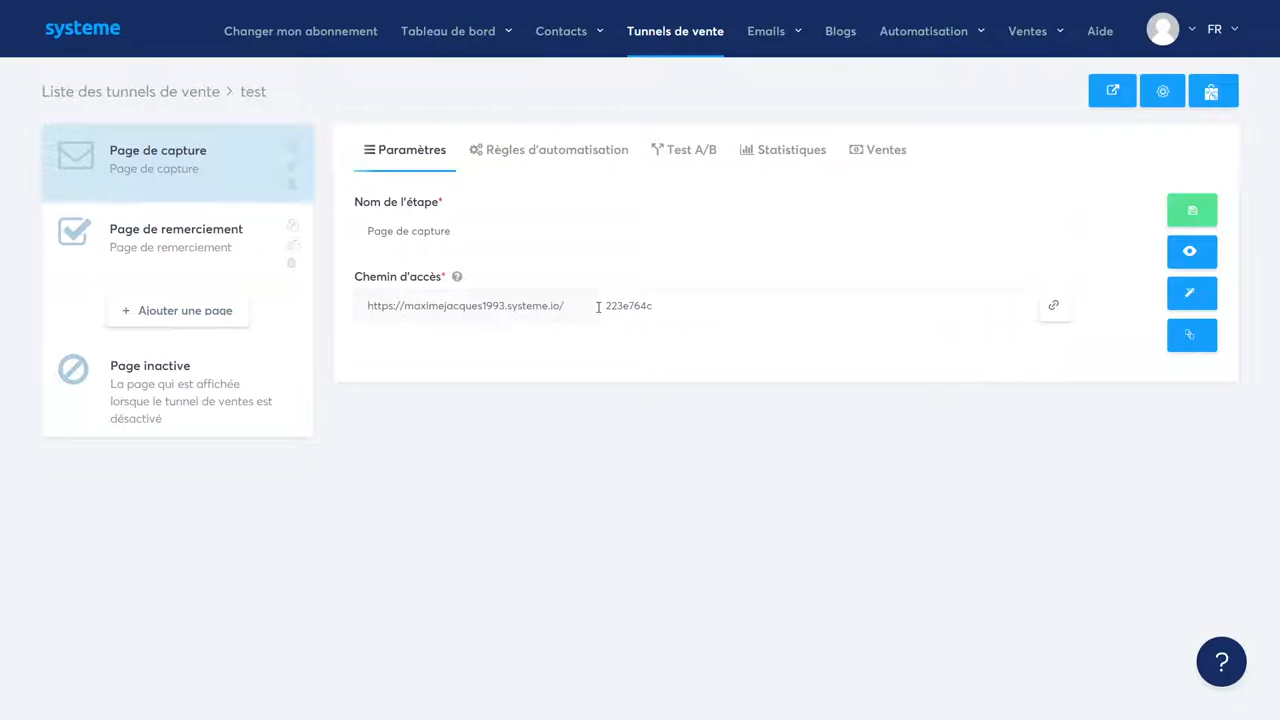 systeme
Changer mon abonnement
Tableau de bord
Contacts
Tunnels de vente
Emails
Blogs
Automatisation
Ventes
Aide
FR
Liste des tunnels de vente > test
Page de capture
Page de capture
Page de remerciement
Page de remerciement
+ Ajouter une page
Page inactive
La page qui est affichée
lorsque le tunnel de ventes est
désactivé
Paramètres
Règles d'automatisation
Test A/B
Statistiques
Ventes
Nom de l'étape*
Page de capture
Chemin d'accès* ?
https://maximejacques1993.systeme.io/ 223e764c
?